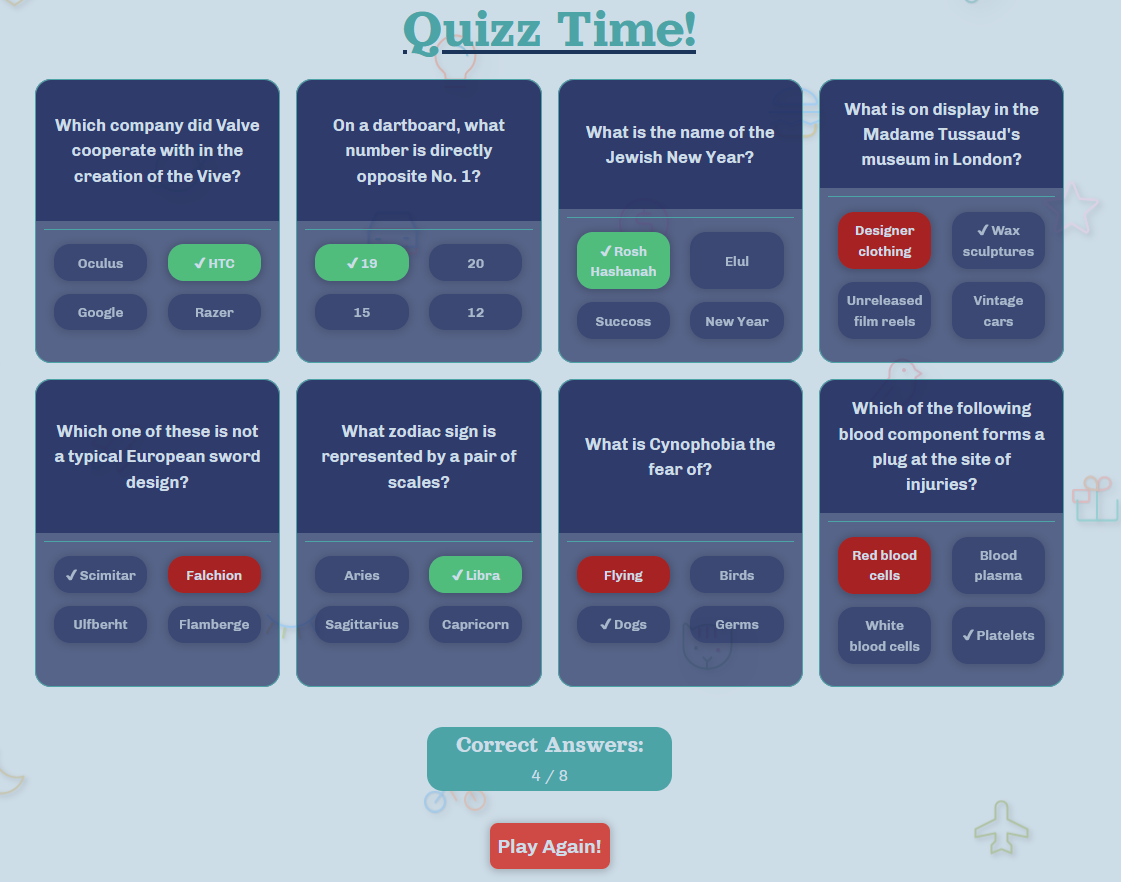 Quizz Time!
Which company did Valve
cooperate with in the
creation of the Vive?
Oculus
✓ HTC
Google
Razer
On a dartboard, what
number is directly
opposite No. 1?
✓ 19
20
15
12
What is the name of the
Jewish New Year?
✓ Rosh
Hashanah
Elul
Succoss
New Year
What is on display in the
Madame Tussaud's
museum in London?
Designer
clothing
✓ Wax
sculptures
Unreleased
film reels
Vintage
cars
Which one of these is not
a typical European sword
design?
✓ Scimitar
Falchion
Ulfberht
Flamberge
What zodiac sign is
represented by a pair of
scales?
Aries
✓ Libra
Sagittarius
Capricorn
What is Cynophobia the
fear of?
Flying
Birds
✓ Dogs
Germs
Which of the following
blood component forms a
plug at the site of
injuries?
Red blood
cells
Blood
plasma
White
blood cells
✓ Platelets
Correct Answers:
4 / 8
Play Again!